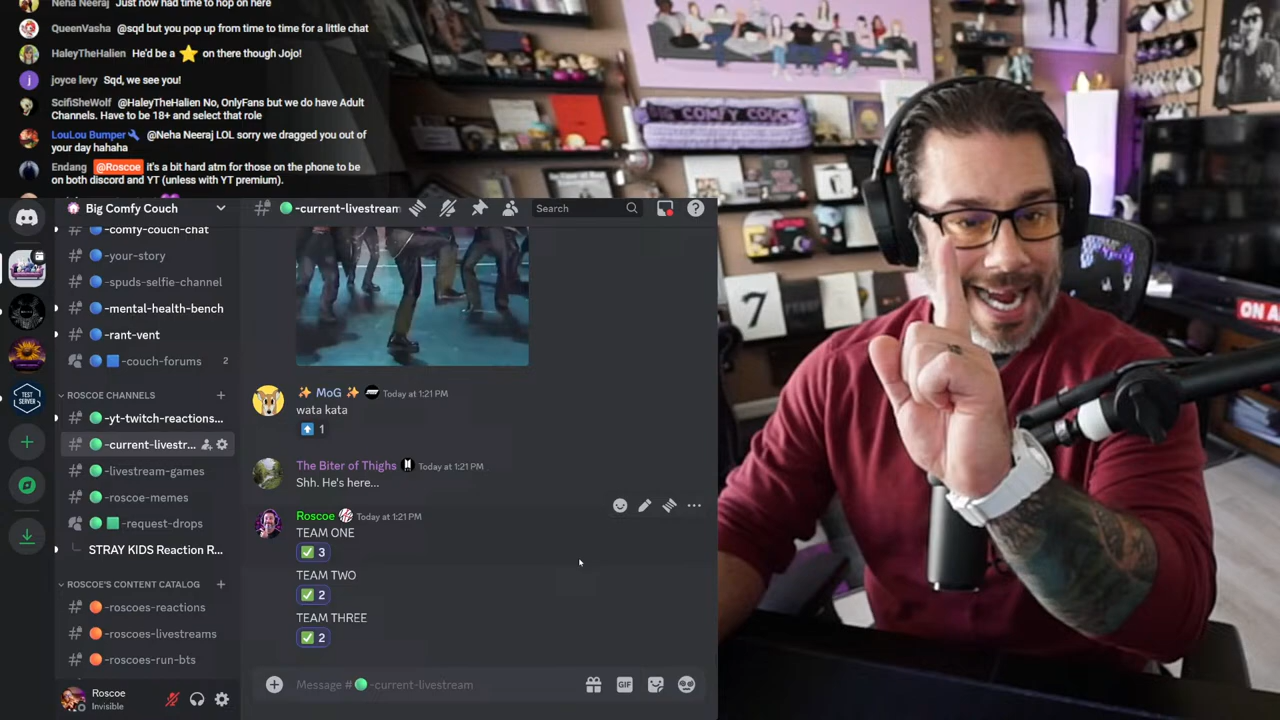 Neha Neeraj Just now had time to hop on here
QueenVasha @sqd but you pop up from time to time for a little chat
HaleyTheHalien He'd be a ⭐ on there though Jojo!
joyce levy Sqd, we see you!
ScifiSheWolf @HaleyTheHalien No, OnlyFans but we do have Adult
Channels. Have to be 18+ and select that role
LouLou Bumper @Neha Neeraj LOL sorry we dragged you out of
your day hahaha
Endang @Roscoe it's a bit hard atm for those on the phone to be
on both discord and YT (unless with YT premium).
Big Comfy Couch
-comfy-couch-chat
-your-story
-spuds-selfie-channel
-mental-health-bench
-rant-vent
-couch-forums 2
ROSCOE CHANNELS
-yt-twitch-reactions...
-current-livestr...
-livestream-games
-roscoe-memes
-request-drops
STRAY KIDS Reaction R...
ROSCOE'S CONTENT CATALOG
-roscoes-reactions
-roscoes-livestreams
-roscoes-run-bts
Roscoe
Invisible
TEST
SERVER
-current-livestream
Search
✨ MoG ✨ Today at 1:21 PM
wata kata
1
The Biter of Thighs Today at 1:21 PM
Shh. He's here...
Roscoe Today at 1:21 PM
TEAM ONE
✅ 3
TEAM TWO
✅ 2
TEAM THREE
✅ 2
Message # -current-livestream
GIF
BIG COMFY COUCH
7
ON A